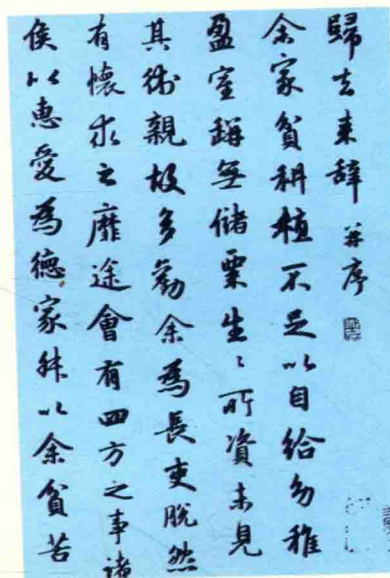 歸去来辞并序
余家貧耕植不足以自給幼稚
盈室缾無儲粟生〻所資未見
其術親故多勸余為長吏脫然
有懷求之靡途會有四方之事諸
侯以惠愛為德家叔以余貧苦